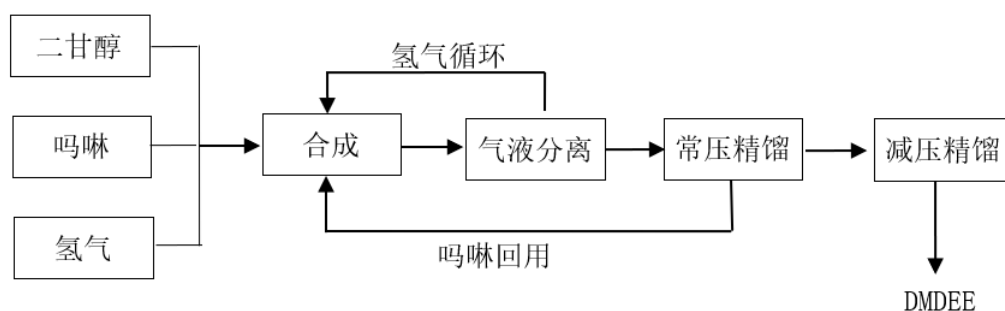 二甘醇
吗啉
氢气
氢气循环
合成
气液分离
常压精馏
减压精馏
吗啉回用
DMDEE